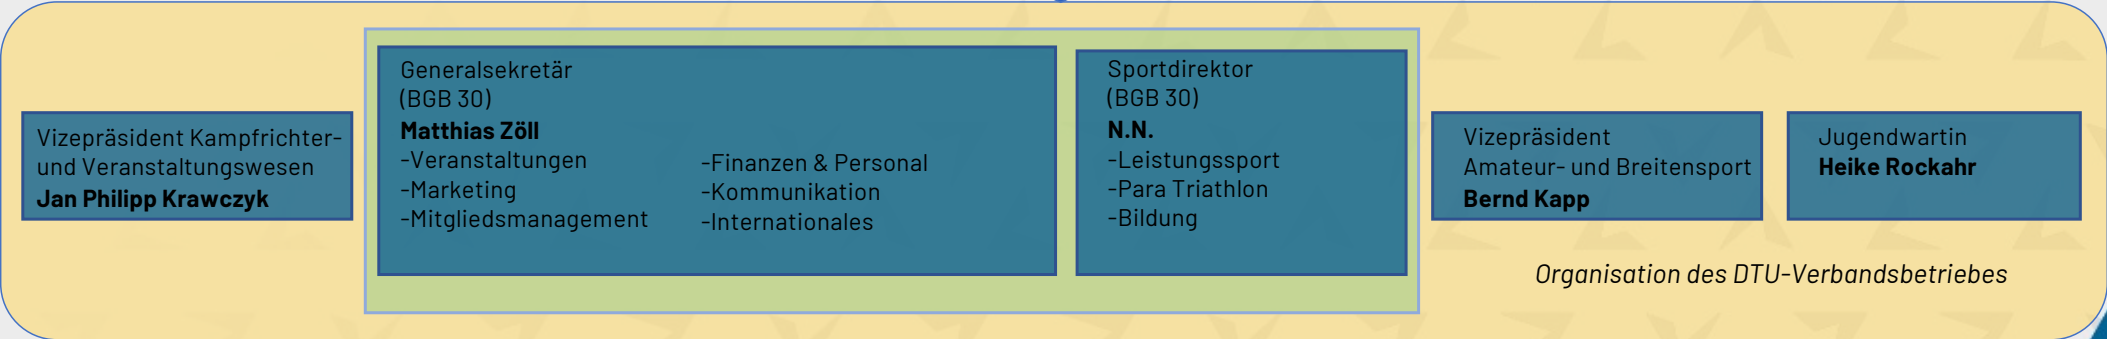 Vizepräsident Kampfrichter-
und Veranstaltungswesen
Jan Philipp Krawczyk
Generalsekretär
(BGB 30)
Matthias Zöll
-Veranstaltungen
-Marketing
-Mitgliedsmanagement
-Finanzen & Personal
-Kommunikation
-Internationales
Sportdirektor
(BGB 30)
N.N.
-Leistungssport
-Para Triathlon
-Bildung
Vizepräsident
Amateur- und Breitensport
Bernd Kapp
Jugendwartin
Heike Rockahr
Organisation des DTU-Verbandsbetriebes